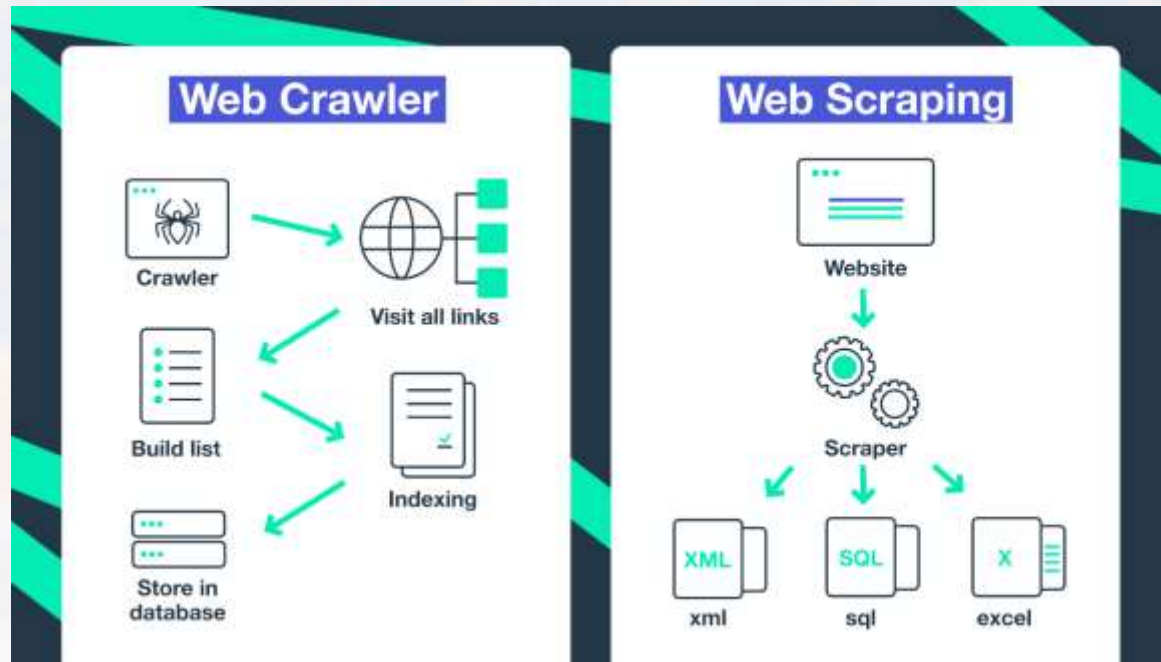 Web Crawler
Crawler
Visit all links
Build list
Indexing
Store in
database
Web Scraping
Website
Scraper
XML
xml
SQL
sql
X
excel